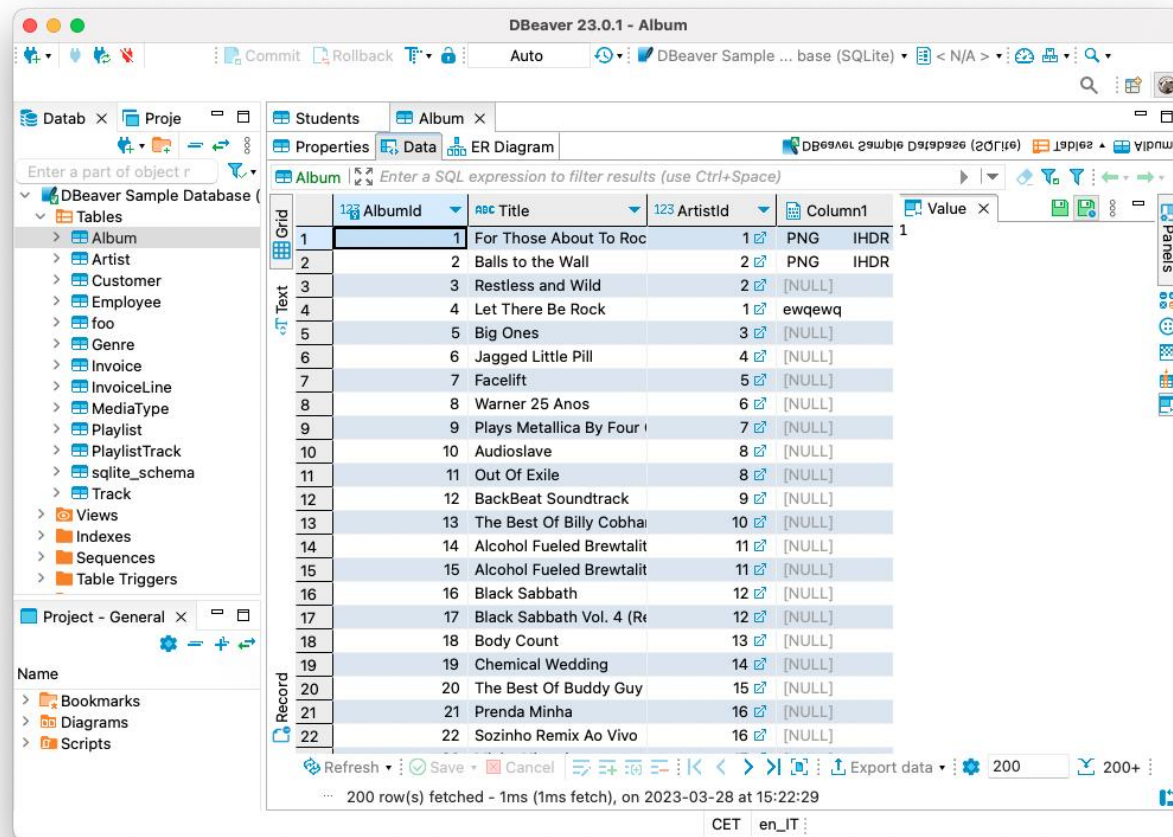 DBeaver 23.0.1 - Album
Commit Rollback Auto DBeaver Sample ... base (SQLite) < N/A >
Datab Proje
Enter a part of object r
DBeaver Sample Database (
Tables
Album
Artist
Customer
Employee
foo
Genre
Invoice
InvoiceLine
MediaType
Playlist
PlaylistTrack
sqlite_schema
Track
Views
Indexes
Sequences
Table Triggers
Project - General
Name
Bookmarks
Diagrams
Scripts
Students Album
Properties Data ER Diagram DBeaver Sample Database (SQLite) Tables Album
Album Enter a SQL expression to filter results (use Ctrl+Space)
Grid
Text
Record
123 AlbumId ABC Title 123 ArtistId Column1
1 1 For Those About To Roc 1 PNG IHDR
2 2 Balls to the Wall 2 PNG IHDR
3 3 Restless and Wild 2 [NULL]
4 4 Let There Be Rock 1 ewqewq
5 5 Big Ones 3 [NULL]
6 6 Jagged Little Pill 4 [NULL]
7 7 Facelift 5 [NULL]
8 8 Warner 25 Anos 6 [NULL]
9 9 Plays Metallica By Four 7 [NULL]
10 10 Audioslave 8 [NULL]
11 11 Out Of Exile 8 [NULL]
12 12 BackBeat Soundtrack 9 [NULL]
13 13 The Best Of Billy Cobha 10 [NULL]
14 14 Alcohol Fueled Brewtalit 11 [NULL]
15 15 Alcohol Fueled Brewtalit 11 [NULL]
16 16 Black Sabbath 12 [NULL]
17 17 Black Sabbath Vol. 4 (Re 12 [NULL]
18 18 Body Count 13 [NULL]
19 19 Chemical Wedding 14 [NULL]
20 20 The Best Of Buddy Guy 15 [NULL]
21 21 Prenda Minha 16 [NULL]
22 22 Sozinho Remix Ao Vivo 16 [NULL]
Value
1
Panels
Refresh Save Cancel Export data 200 200+
200 row(s) fetched - 1ms (1ms fetch), on 2023-03-28 at 15:22:29
CET en_IT